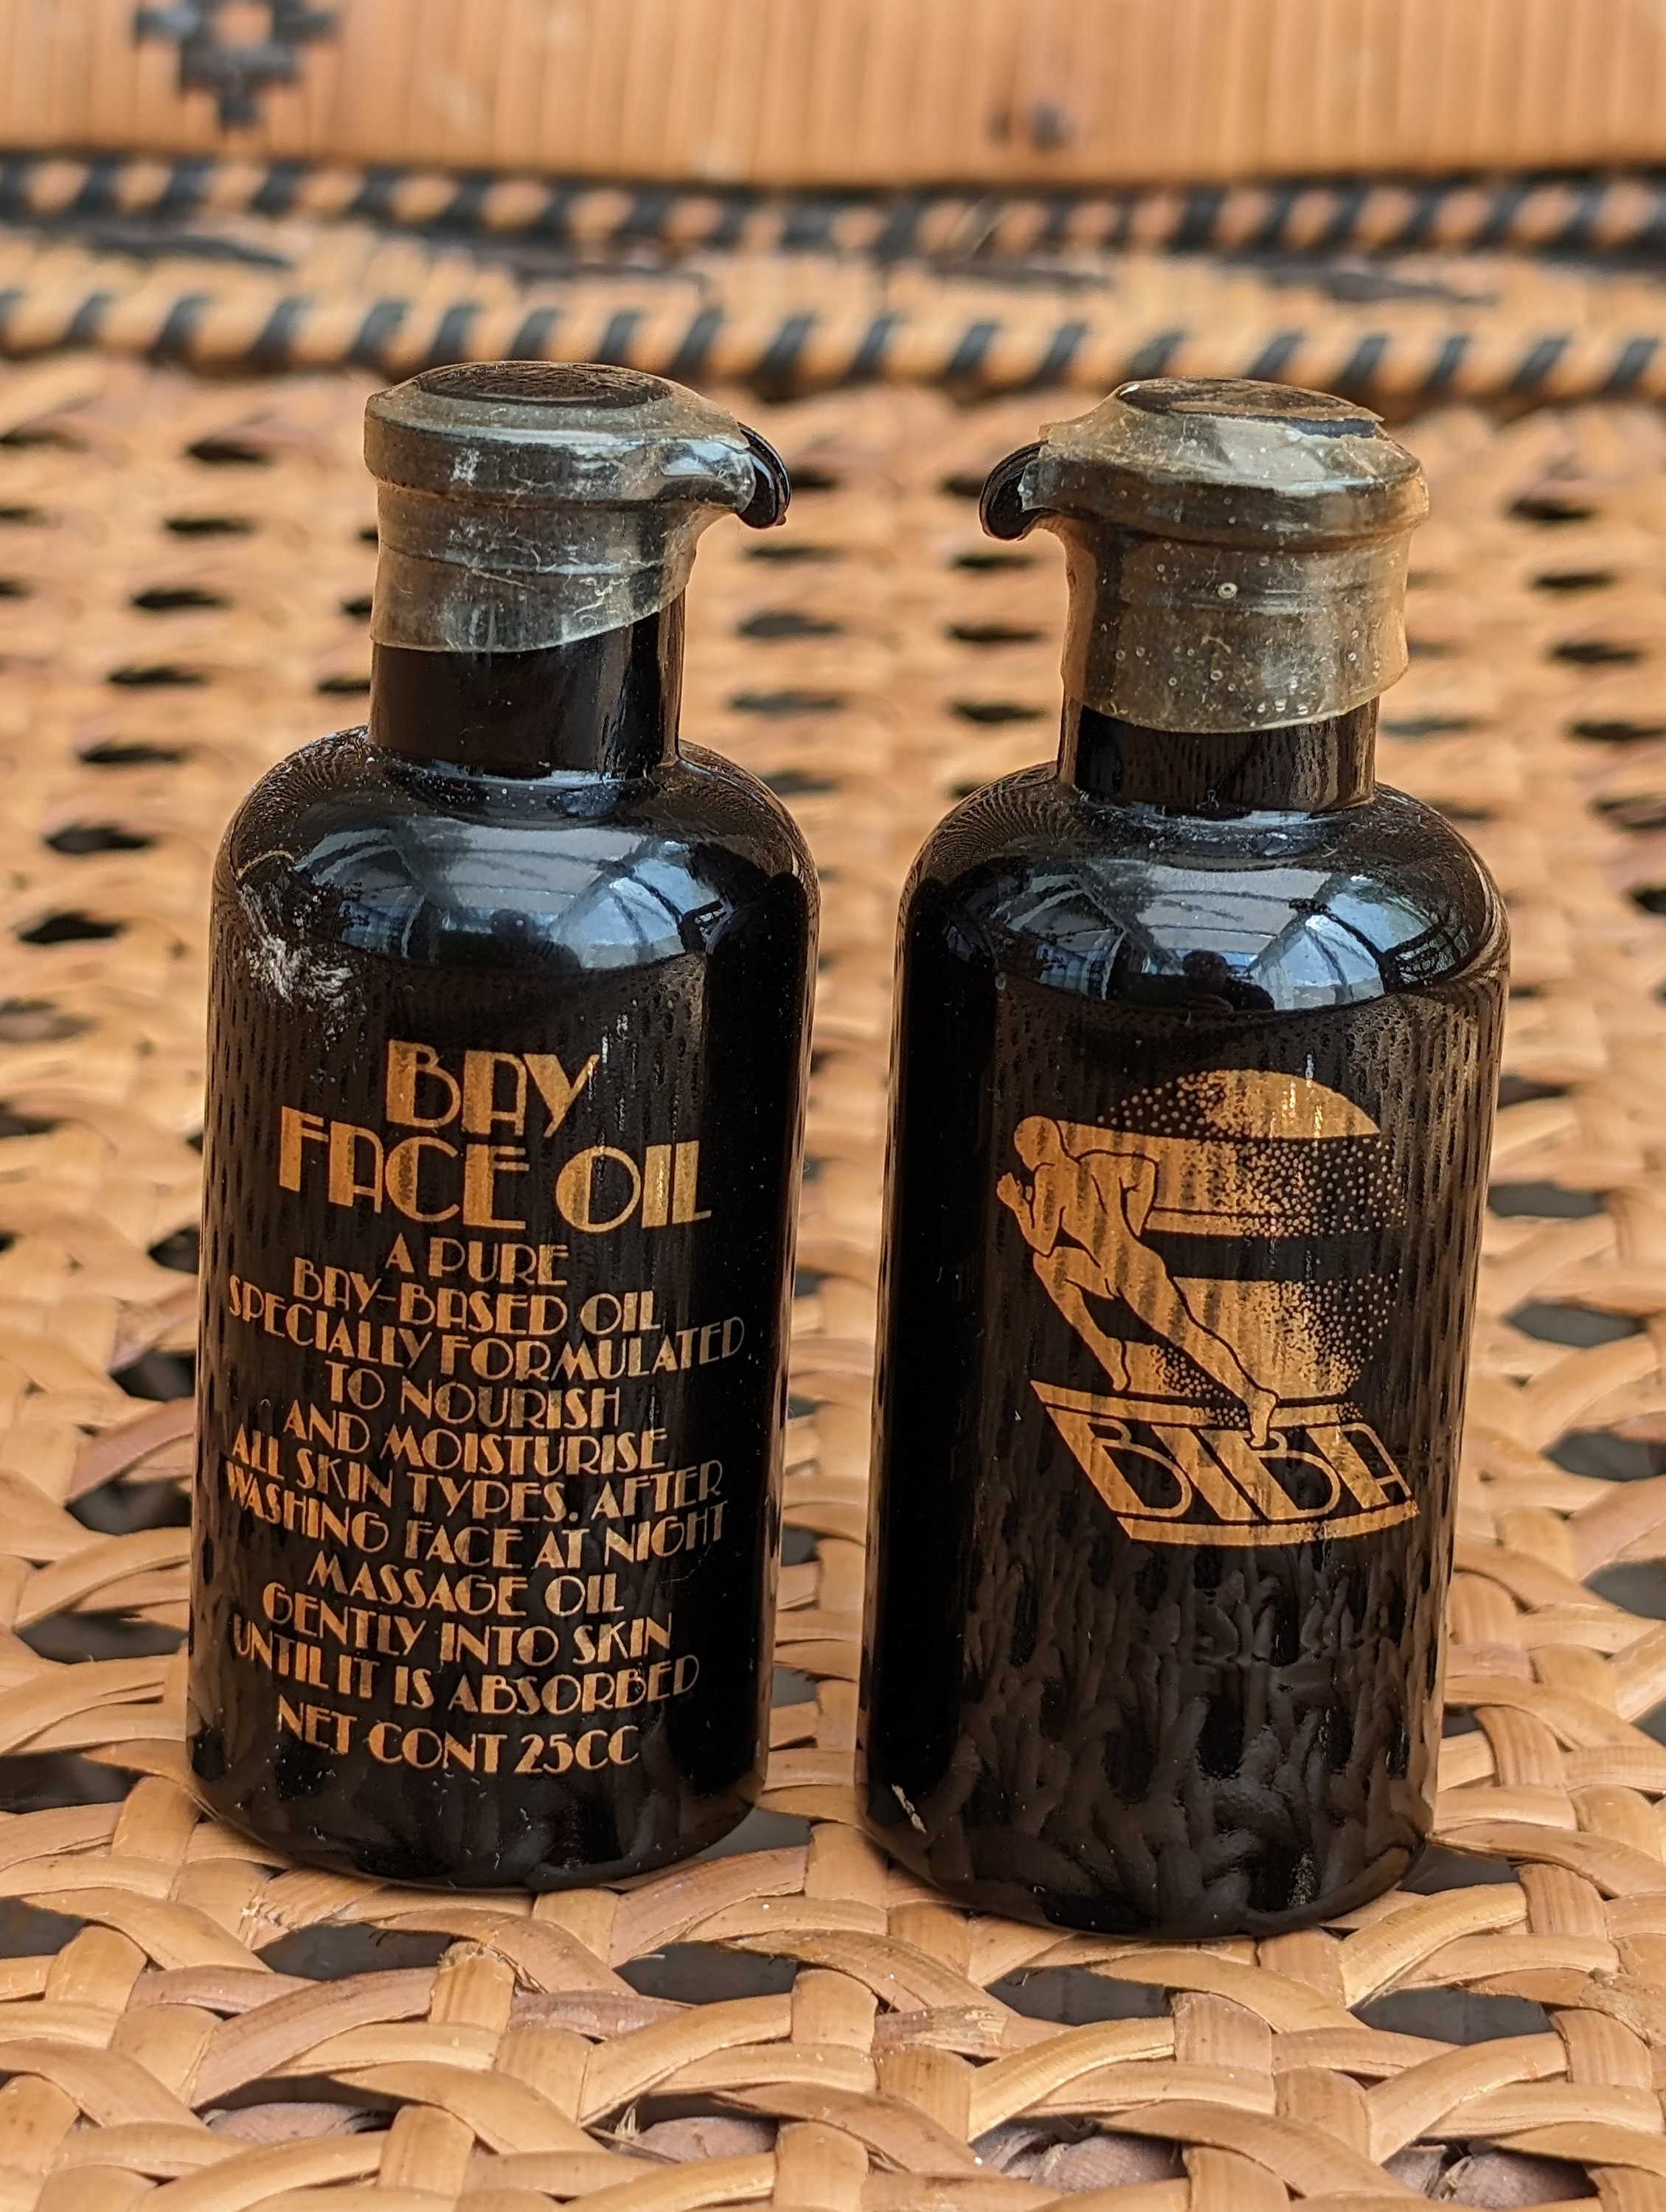 BAY
FACE OIL
A PURE
BAY-BASED OIL
SPECIALLY FORMULATED
TO NOURISH
AND MOISTURISE
ALL SKIN TYPES. AFTER
WASHING FACE AT NIGHT
MASSAGE OIL
GENTLY INTO SKIN
UNTIL IT IS ABSORBED
NET CONT 25CC
BIBA